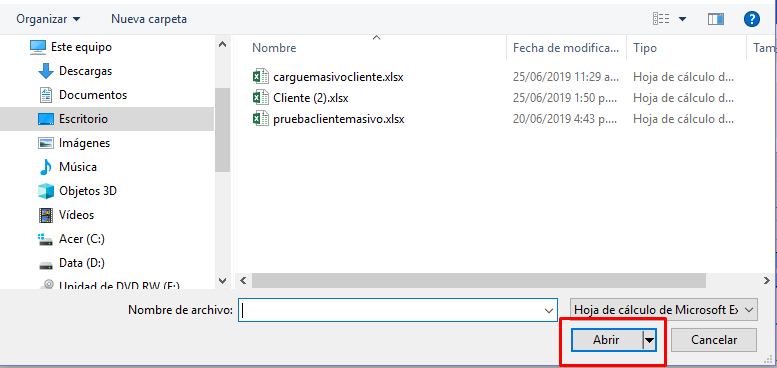 Organizar Nueva carpeta ?
Este equipo
Descargas
Documentos
Escritorio
Imágenes
Música
Objetos 3D
Vídeos
Acer (C:)
Data (D:)
Unidad de DVD RW (E:)
Nombre Fecha de modifica... Tipo Tam
carguemasivocliente.xlsx 25/06/2019 11:29 a... Hoja de cálculo d...
Cliente (2).xlsx 25/06/2019 1:50 p.... Hoja de cálculo d...
pruebaclientemasivo.xlsx 20/06/2019 4:43 p.... Hoja de cálculo d...
Nombre de archivo: Hoja de cálculo de Microsoft Ex
Abrir Cancelar